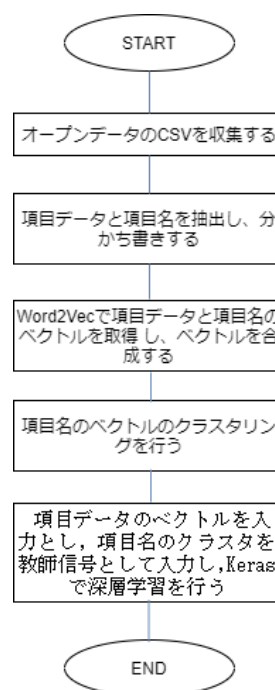 START
オープンデータのCSVを収集する
項目データと項目名を抽出し、分
かち書きする
Word2Vecで項目データと項目名の
ベクトルを取得 し、ベクトルを合
成する
項目名のベクトルのクラスタリン
グを行う
項目データのベクトルを入
力とし，項目名のクラスタを
教師信号として入力し,Keras
で深層学習を行う
END